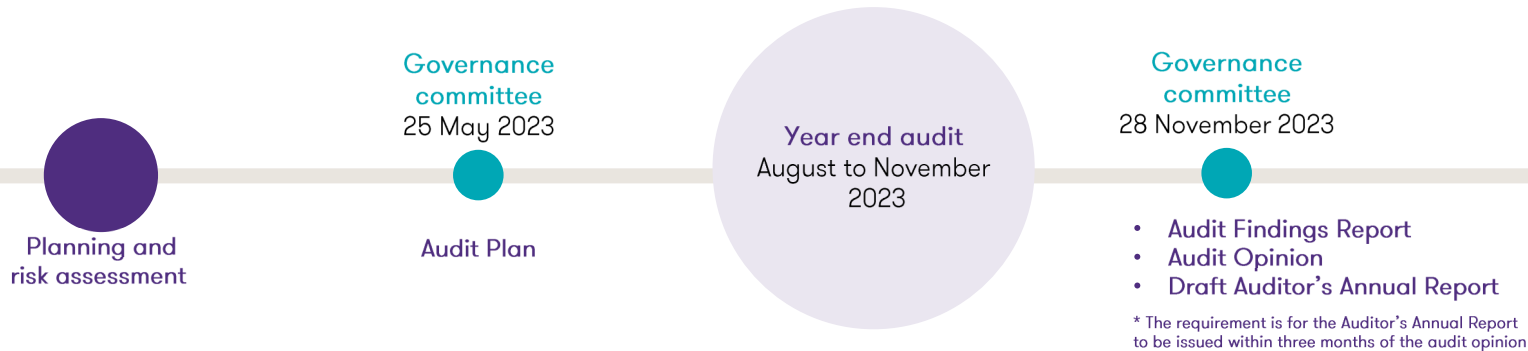 Planning and
risk assessment
Governance
committee
25 May 2023
Audit Plan
Year end audit
August to November
2023
Governance
committee
28 November 2023
• Audit Findings Report
• Audit Opinion
• Draft Auditor's Annual Report
* The requirement is for the Auditor's Annual Report
to be issued within three months of the audit opinion